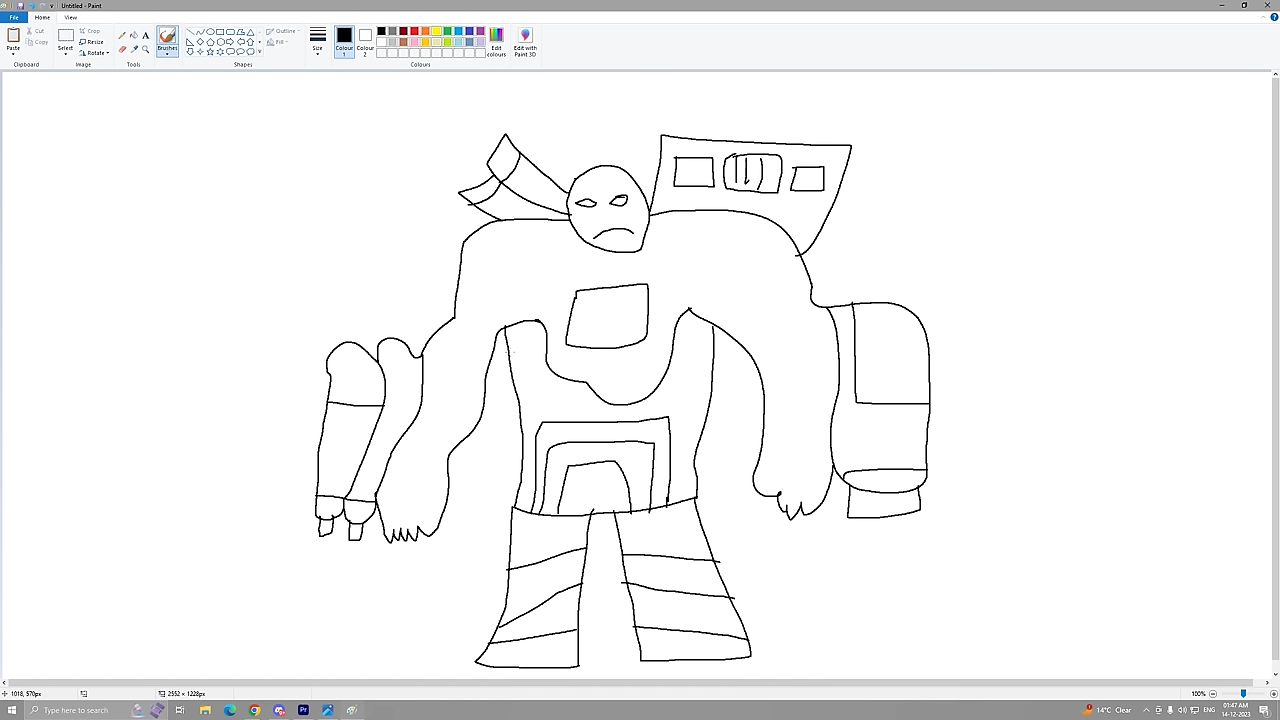 Untitled - Paint
File
Home
View
Paste
Cut
Copy
Clipboard
Select
Crop
Resize
Rotate
Image
Tools
Brushes
Shapes
Outline
Fill
Size
Colour
1
Colour
2
Colours
Edit
colours
Edit with
Paint 3D
1018, 570px
2552 × 1228px
100%
Type here to search
14°C Clear
ENG
01:47 AM
14-12-2023